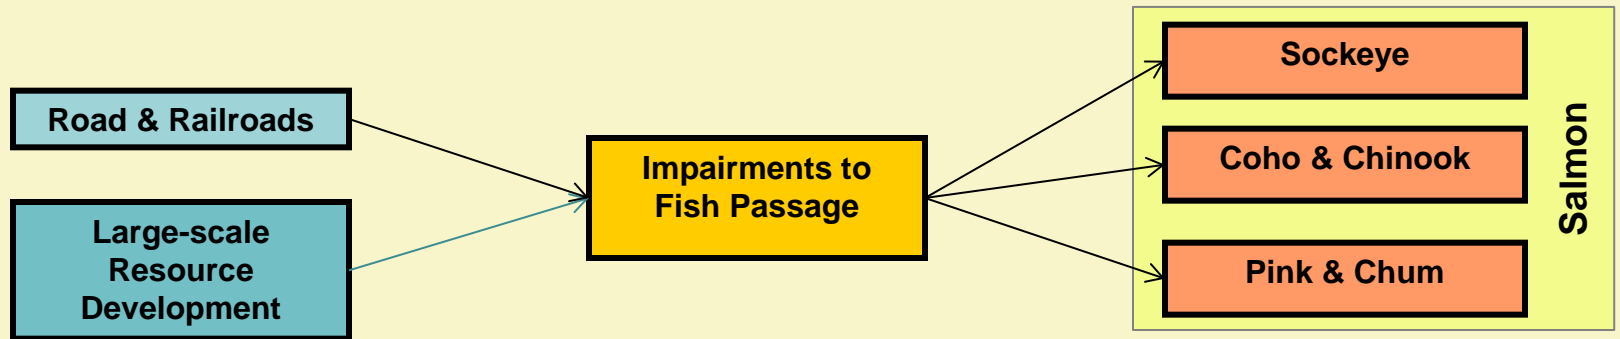 Road & Railroads
Large-scale
Resource
Development
Impairments to
Fish Passage
Sockeye
Coho & Chinook
Pink & Chum
Salmon